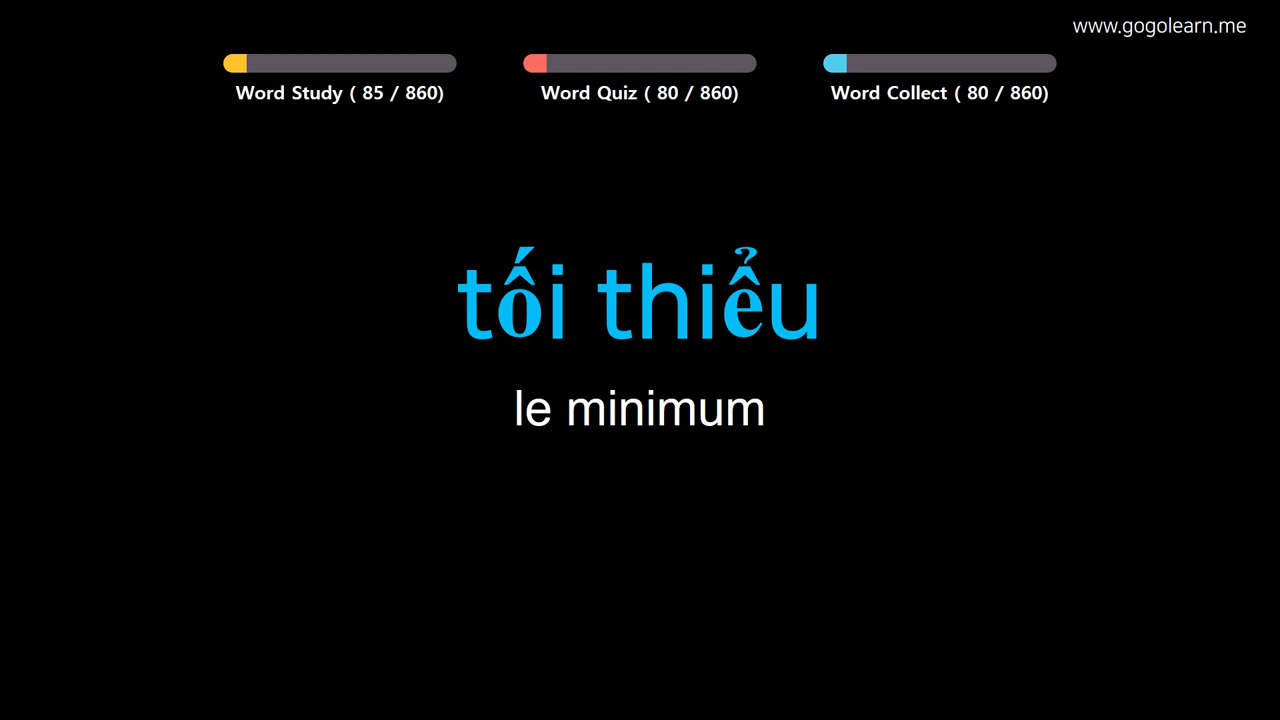 www.gogolearn.me
Word Study ( 85 / 860)
Word Quiz ( 80 / 860)
Word Collect ( 80 / 860)
tối thiểu
le minimum